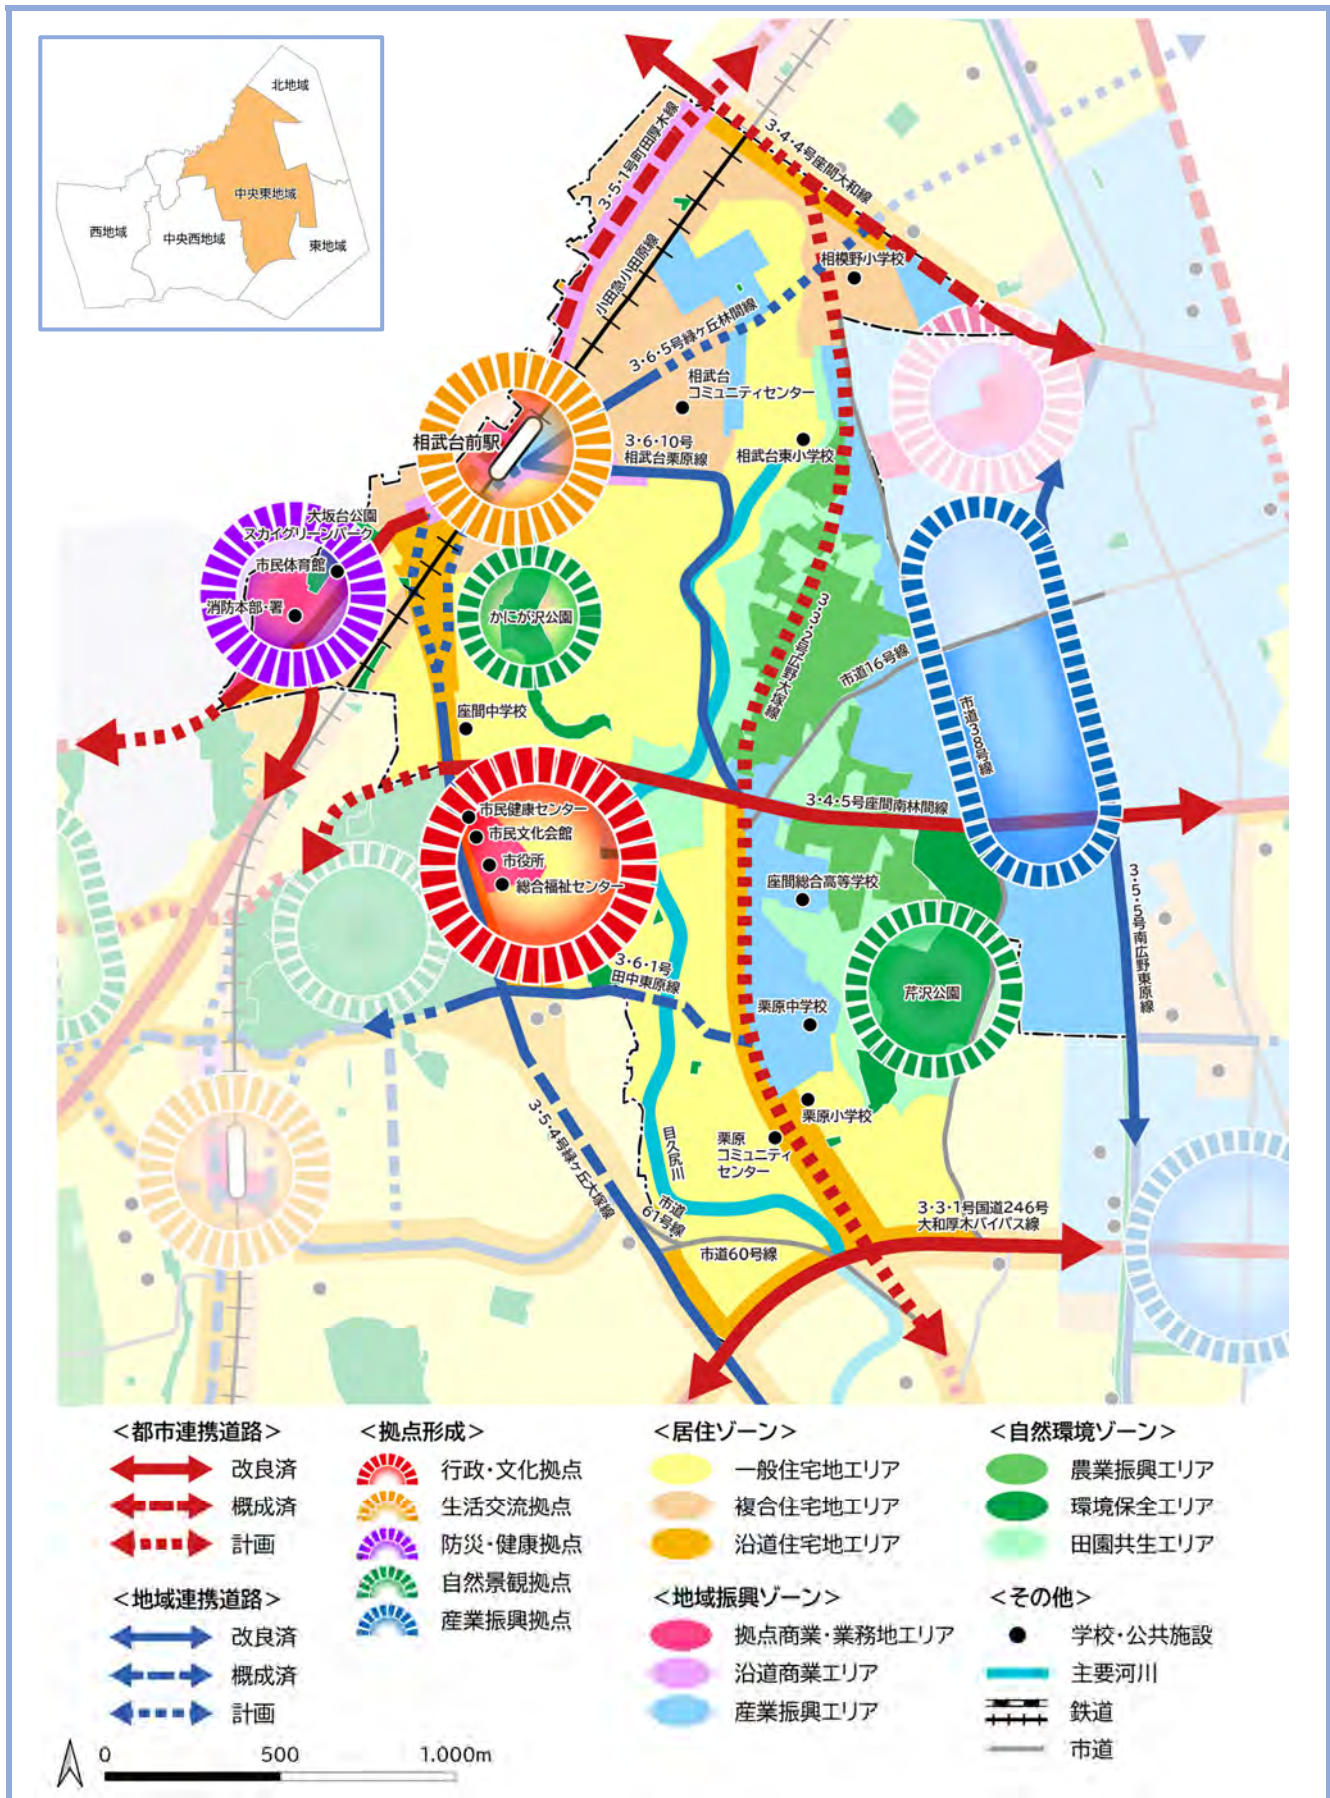 北地域
中央東地域
西地域
中央西地域
東地域
3・5・1号町田厚木線
3・4・4号座間大和線
小田急小田原線
相模野小学校
3・6・5号緑ヶ丘林間線
相武台
コミュニティセンター
相武台前駅
3・6・10号
相武台栗原線
相武台東小学校
大坂台公園
スカイグリーンパーク
市民体育館
消防本部・署
かにが沢公園
3・3・2号広野大塚線
市道16号線
市道38号線
座間中学校
3・4・5号座間南林間線
市民健康センター
市民文化会館
市役所
総合福祉センター
座間総合高等学校
3・5・5号南広野東原線
3・6・1号
田中東原線
芹沢公園
栗原中学校
3・5・4号緑ヶ丘大塚線
栗原小学校
目久尻川
栗原
コミュニティ
センター
市道
61号線
3・3・1号国道246号
大和厚木バイパス線
市道60号線
＜都市連携道路＞
改良済
概成済
計画
＜地域連携道路＞
改良済
概成済
計画
＜拠点形成＞
行政・文化拠点
生活交流拠点
防災・健康拠点
自然景観拠点
産業振興拠点
＜居住ゾーン＞
一般住宅地エリア
複合住宅地エリア
沿道住宅地エリア
＜地域振興ゾーン＞
拠点商業・業務地エリア
沿道商業エリア
産業振興エリア
＜自然環境ゾーン＞
農業振興エリア
環境保全エリア
田園共生エリア
＜その他＞
学校・公共施設
主要河川
鉄道
市道
0 500 1.000m